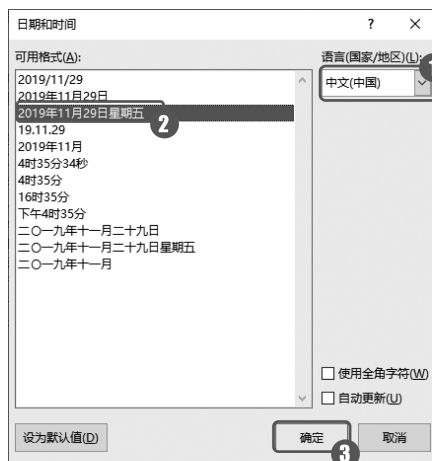 日期和时间
? ×
可用格式(A):
语言(国家/地区)(L):
1
2019/11/29
2019年11月29日
2019年11月29日星期五
2
19.11.29
2019年11月
4时35分34秒
4时35分
16时35分
下午4时35分
二〇一九年十一月二十九日
二〇一九年十一月二十九日星期五
二〇一九年十一月
中文(中国)
使用全角字符(W)
自动更新(U)
设为默认值(D)
确定
3
取消